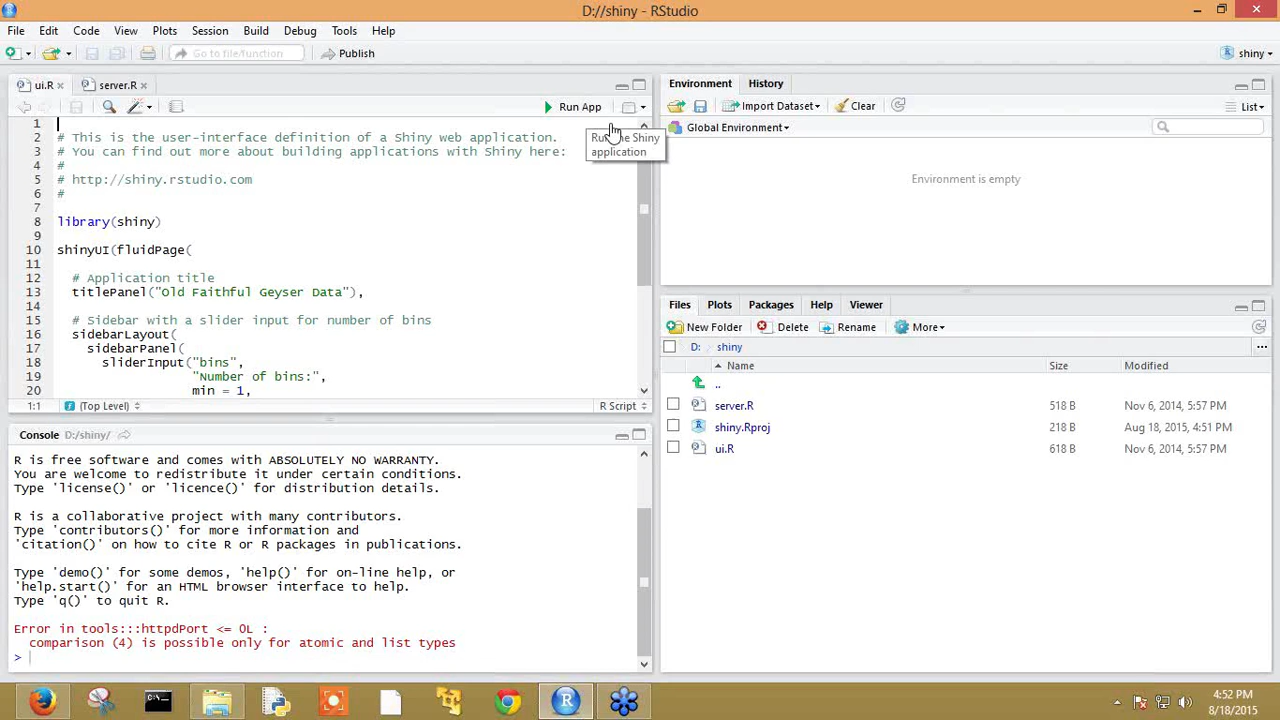 D://shiny - RStudio
File Edit Code View Plots Session Build Debug Tools Help
Go to file/function Publish shiny
ui.R server.R
Run App
1
2 # This is the user-interface definition of a Shiny web application.
3 # You can find out more about building applications with Shiny here:
4 #
5 # http://shiny.rstudio.com
6 #
7
8 library(shiny)
9
10 shinyUI(fluidPage(
11
12 # Application title
13 titlePanel("Old Faithful Geyser Data"),
14
15 # Sidebar with a slider input for number of bins
16 sidebarLayout(
17 sidebarPanel(
18 sliderInput("bins",
19 "Number of bins:",
20 min = 1,
1:1 (Top Level) R Script
Run the Shiny
application
Console D:/shiny/
R is free software and comes with ABSOLUTELY NO WARRANTY.
You are welcome to redistribute it under certain conditions.
Type 'license()' or 'licence()' for distribution details.
R is a collaborative project with many contributors.
Type 'contributors()' for more information and
'citation()' on how to cite R or R packages in publications.
Type 'demo()' for some demos, 'help()' for on-line help, or
'help.start()' for an HTML browser interface to help.
Type 'q()' to quit R.
Error in tools:::httpdPort <= 0L :
comparison (4) is possible only for atomic and list types
>
Environment History
Import Dataset Clear List
Global Environment
Environment is empty
Files Plots Packages Help Viewer
New Folder Delete Rename More
D: shiny
Name Size Modified
..
server.R 518 B Nov 6, 2014, 5:57 PM
shiny.Rproj 218 B Aug 18, 2015, 4:51 PM
ui.R 618 B Nov 6, 2014, 5:57 PM
4:52 PM
8/18/2015